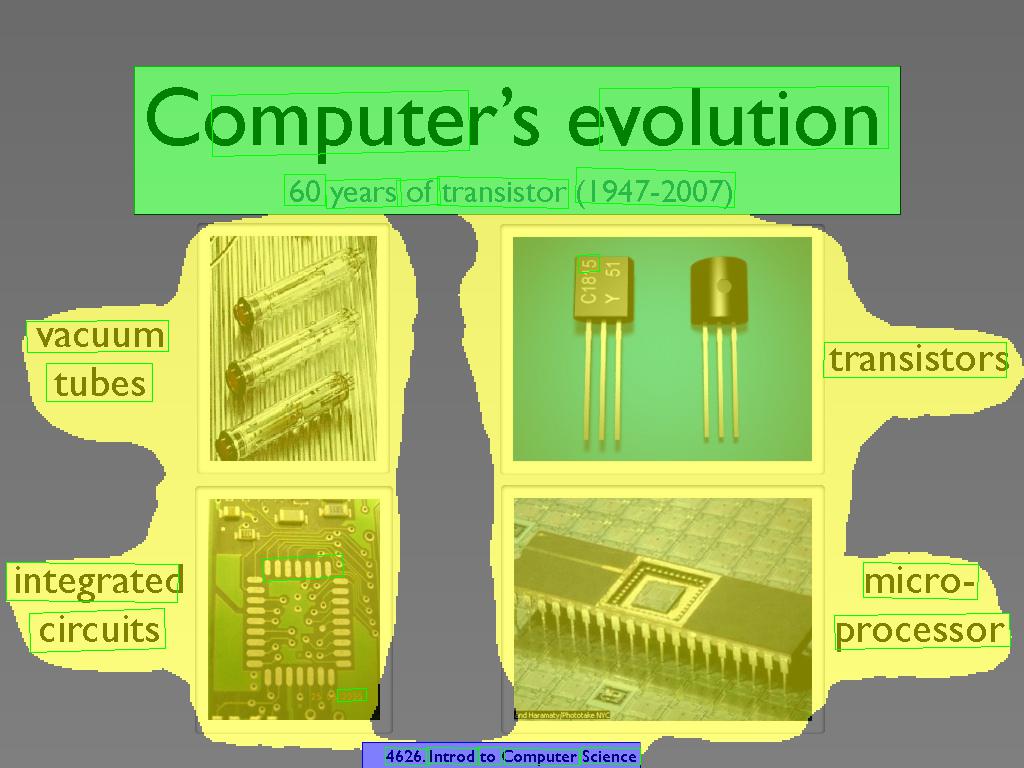 Computer's evolution
60 years of transistor (1947-2007)
vacuum
tubes
C1815
Y 51
transistors
integrated
circuits
micro-
processor
nd Haramaty/Phototake NYC
4626. Introd to Computer Science